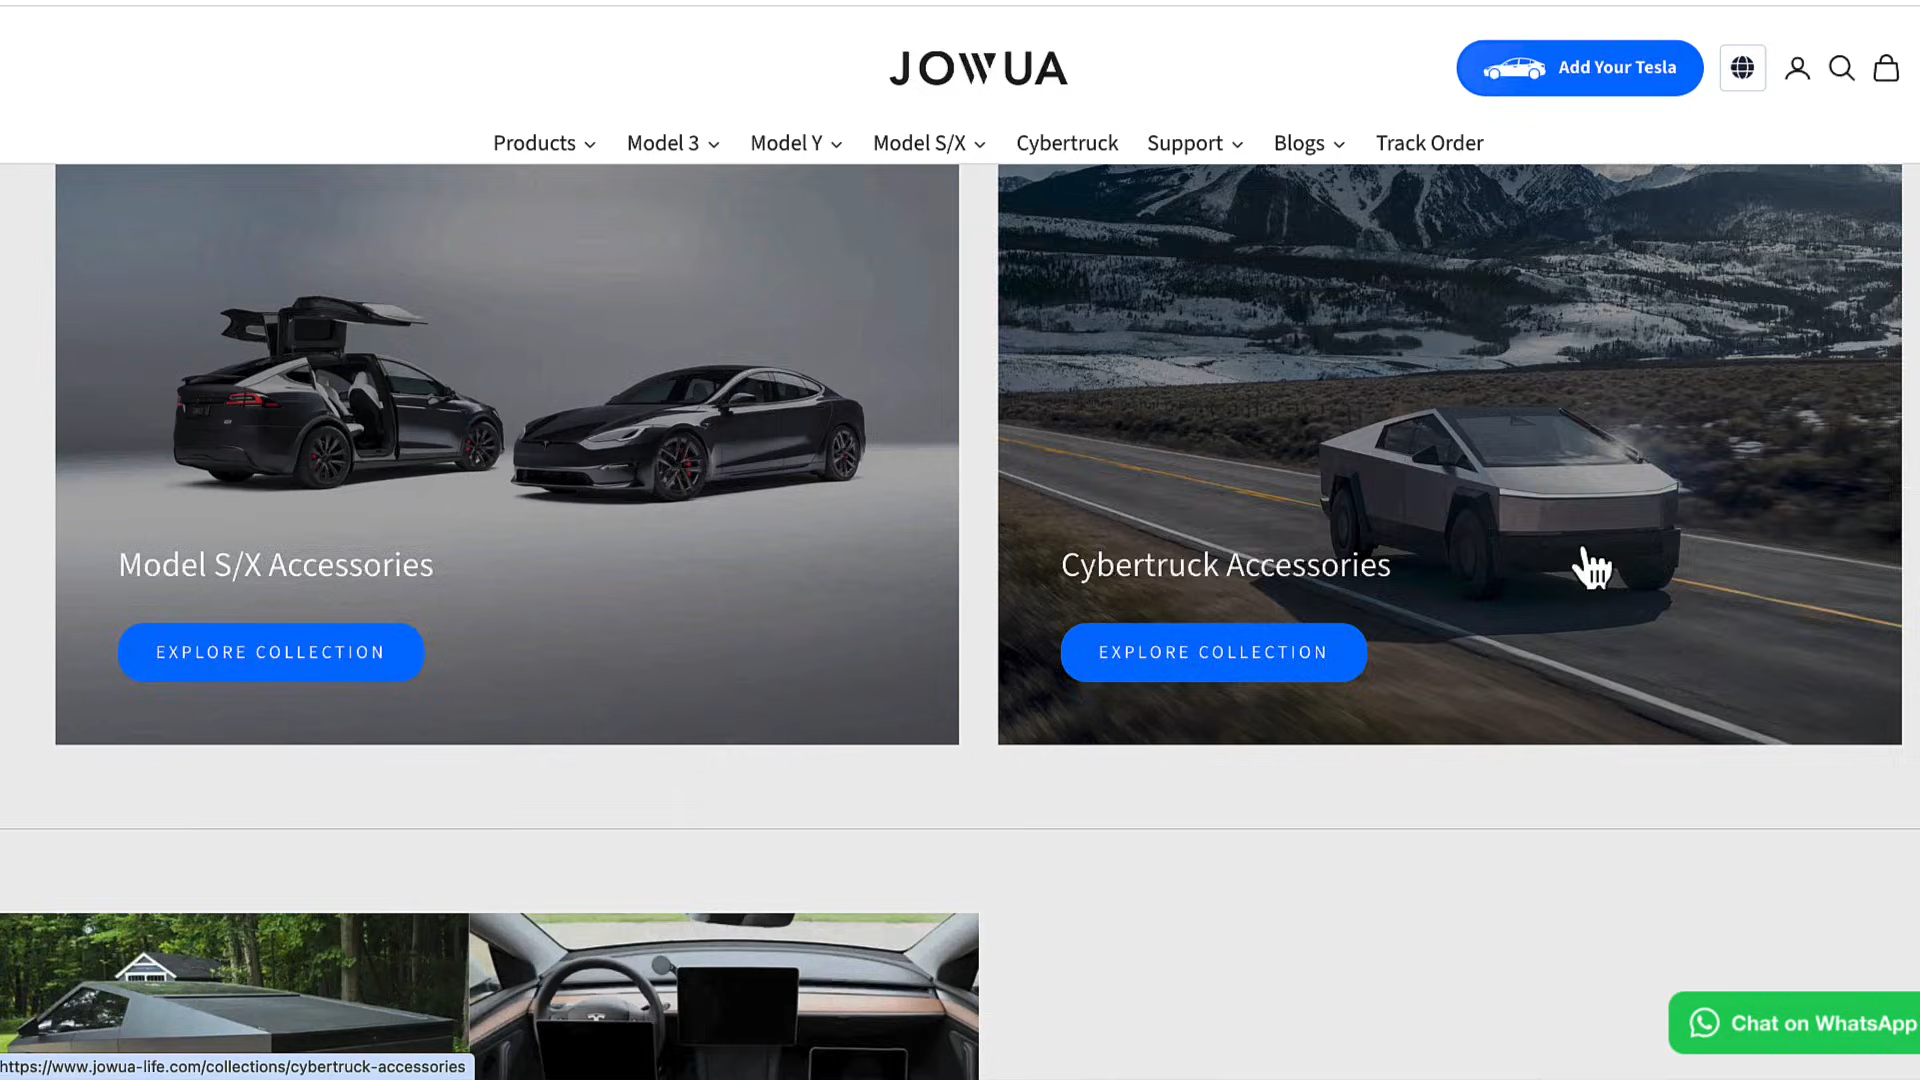 JOWUA
Add Your Tesla
Products
Model 3
Model Y
Model S/X
Cybertruck
Support
Blogs
Track Order
Model S/X Accessories
EXPLORE COLLECTION
Cybertruck Accessories
EXPLORE COLLECTION
Chat on WhatsApp
https://www.jowua-life.com/collections/cybertruck-accessories